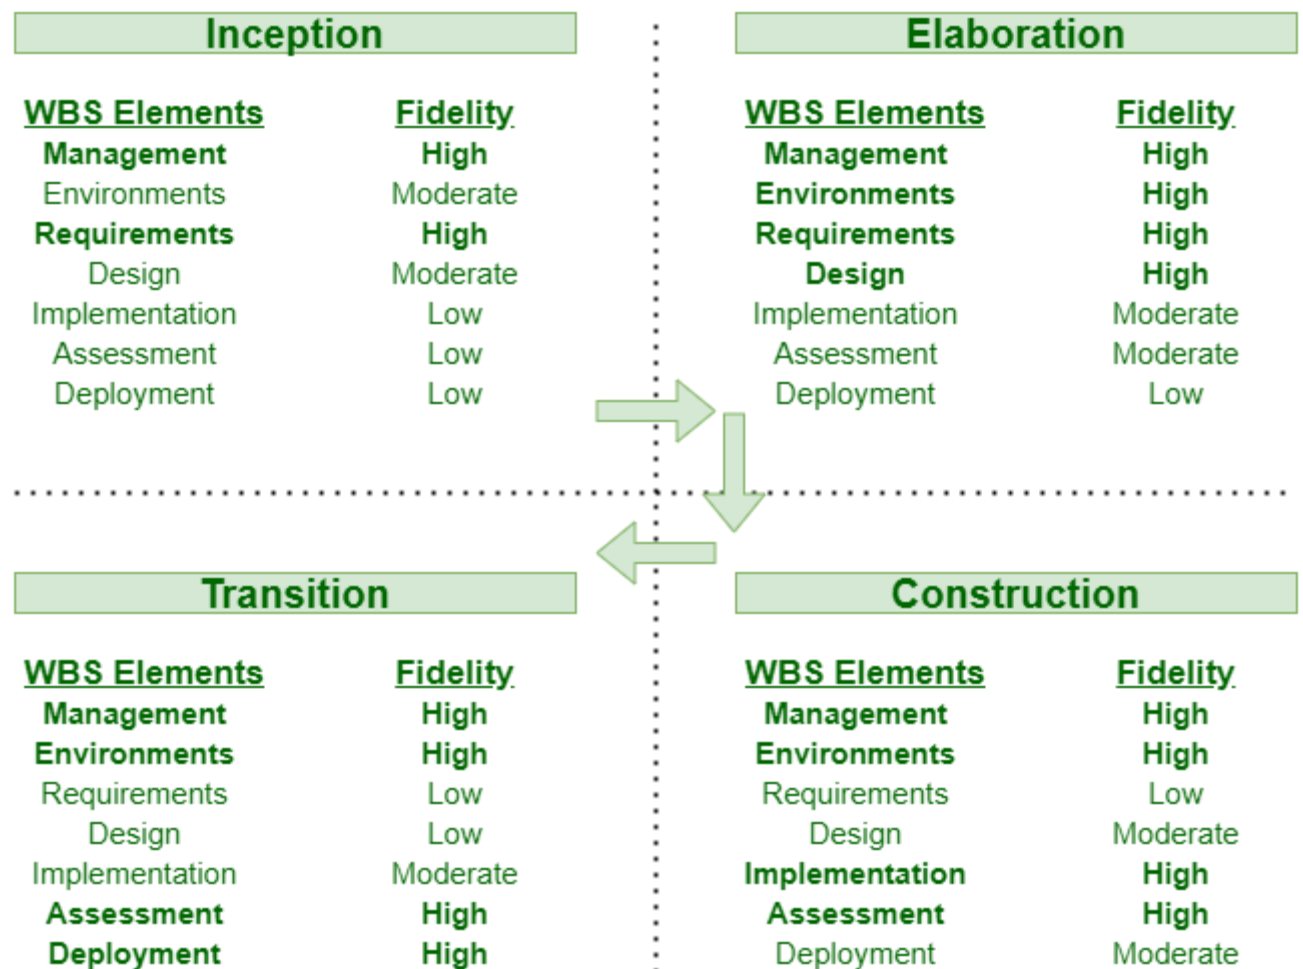 Inception
WBS Elements Fidelity
Management High
Environments Moderate
Requirements High
Design Moderate
Implementation Low
Assessment Low
Deployment Low
Elaboration
WBS Elements Fidelity
Management High
Environments High
Requirements High
Design High
Implementation Moderate
Assessment Moderate
Deployment Low
Transition
WBS Elements Fidelity
Management High
Environments High
Requirements Low
Design Low
Implementation Moderate
Assessment High
Deployment High
Construction
WBS Elements Fidelity
Management High
Environments High
Requirements Low
Design Moderate
Implementation High
Assessment High
Deployment Moderate